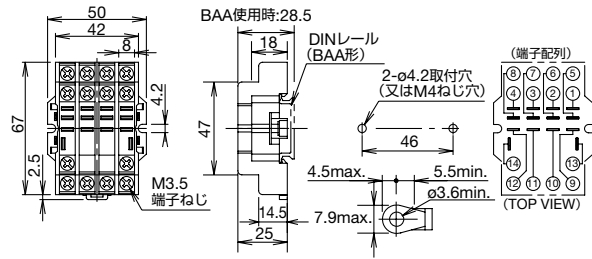 50
42
8
67
2.5
4.2
M3.5
端子ねじ
BAA使用時:28.5
18
DINレール
(BAA形)
47
14.5
25
2-ø4.2取付穴
(又はM4ねじ穴)
46
4.5max.
5.5min.
ø3.6min.
7.9max.
(端子配列)
⑧ ⑦ ⑥ ⑤
④ ③ ② ①
⑭ ⑬
⑫ ⑪ ⑩ ⑨
(TOP VIEW)